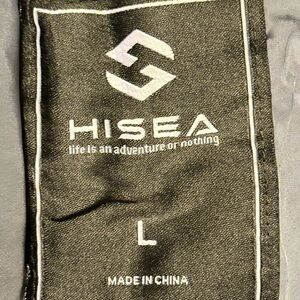 HISEA
life is an adventure or nothing
L
MADE IN CHINA